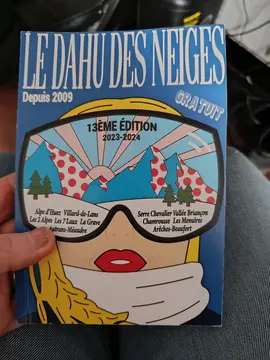 LE DAHU DES NEIGES
Depuis 2009
GRATUIT
13ÈME ÉDITION
2023-2024
Alpe d'Huez Villard-de-Lans
Les 2 Alpes Les 7 Laux La Grave
Autrans-Méaudre
Serre Chevalier Vallée Briançon
Chamrousse Les Menuires
Arêches-Beaufort